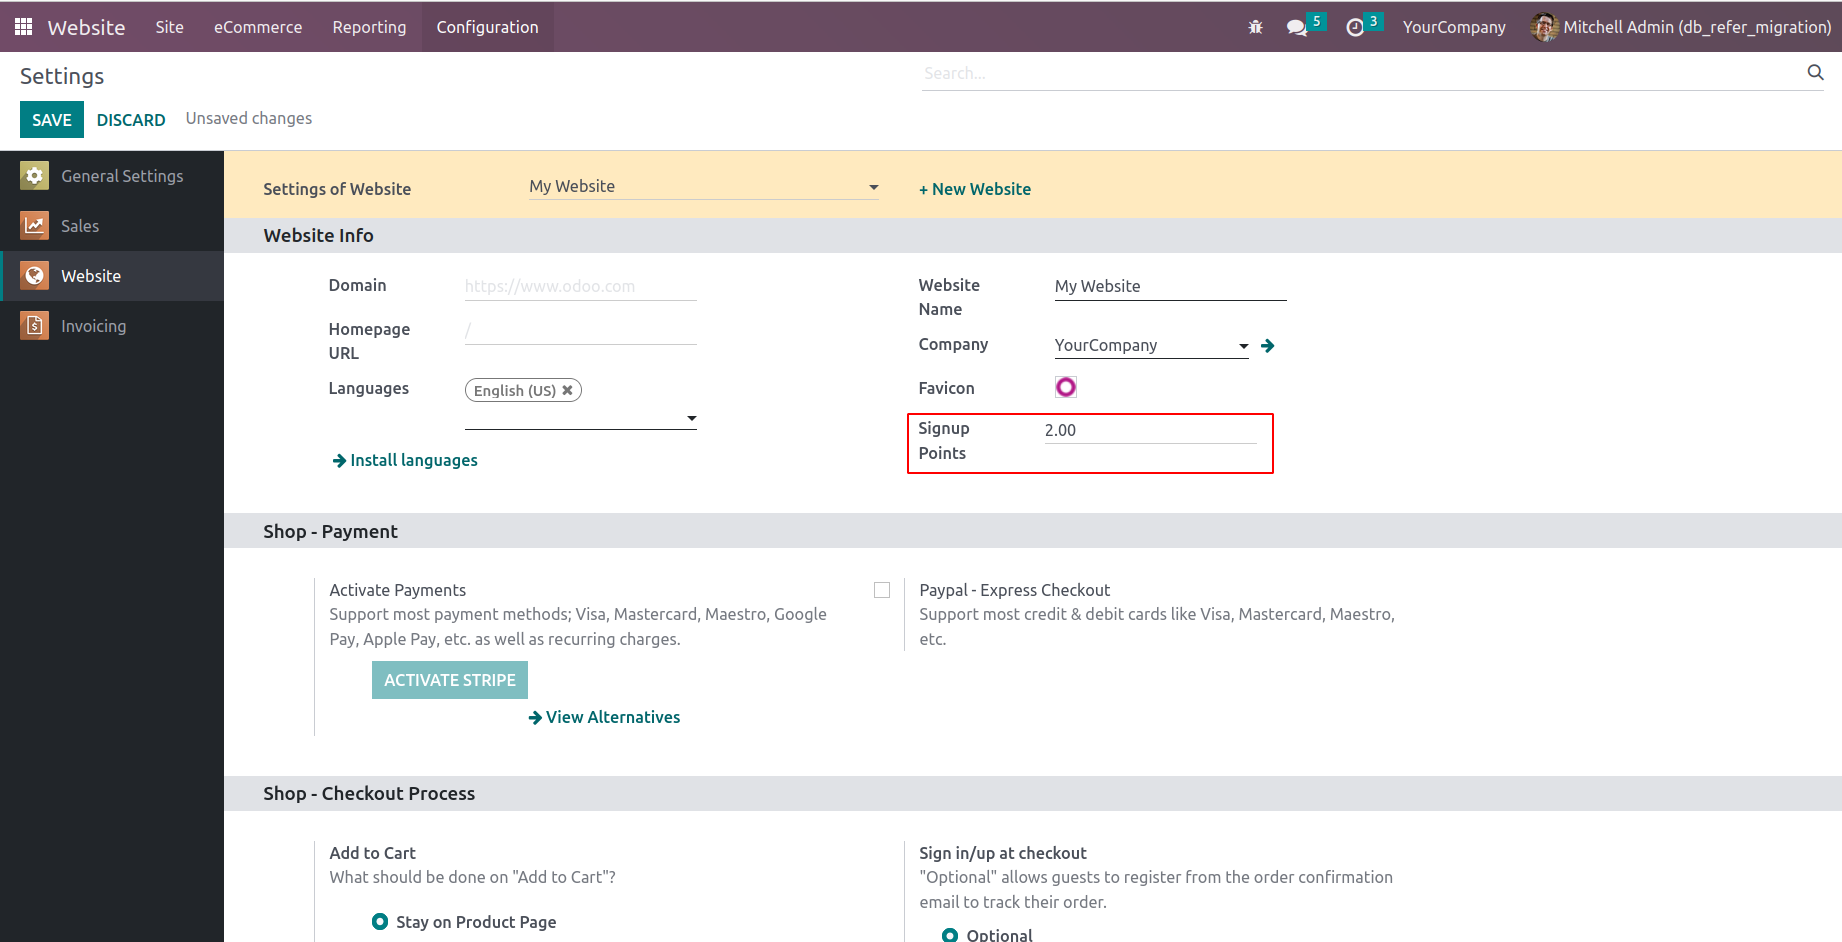 Website
Site
eCommerce
Reporting
Configuration
5
3
YourCompany
Mitchell Admin (db_refer_migration)
Settings
Search...
SAVE
DISCARD
Unsaved changes
General Settings
Sales
Website
Invoicing
Settings of Website
My Website
+ New Website
Website Info
Domain
https://www.odoo.com
Homepage
URL
/
Languages
English (US)
Install languages
Website
Name
My Website
Company
YourCompany
Favicon
Signup
Points
2.00
Shop - Payment
Activate Payments
Support most payment methods; Visa, Mastercard, Maestro, Google
Pay, Apple Pay, etc. as well as recurring charges.
ACTIVATE STRIPE
View Alternatives
Paypal - Express Checkout
Support most credit & debit cards like Visa, Mastercard, Maestro,
etc.
Shop - Checkout Process
Add to Cart
What should be done on "Add to Cart"?
Stay on Product Page
Sign in/up at checkout
"Optional" allows guests to register from the order confirmation
email to track their order.
Optional